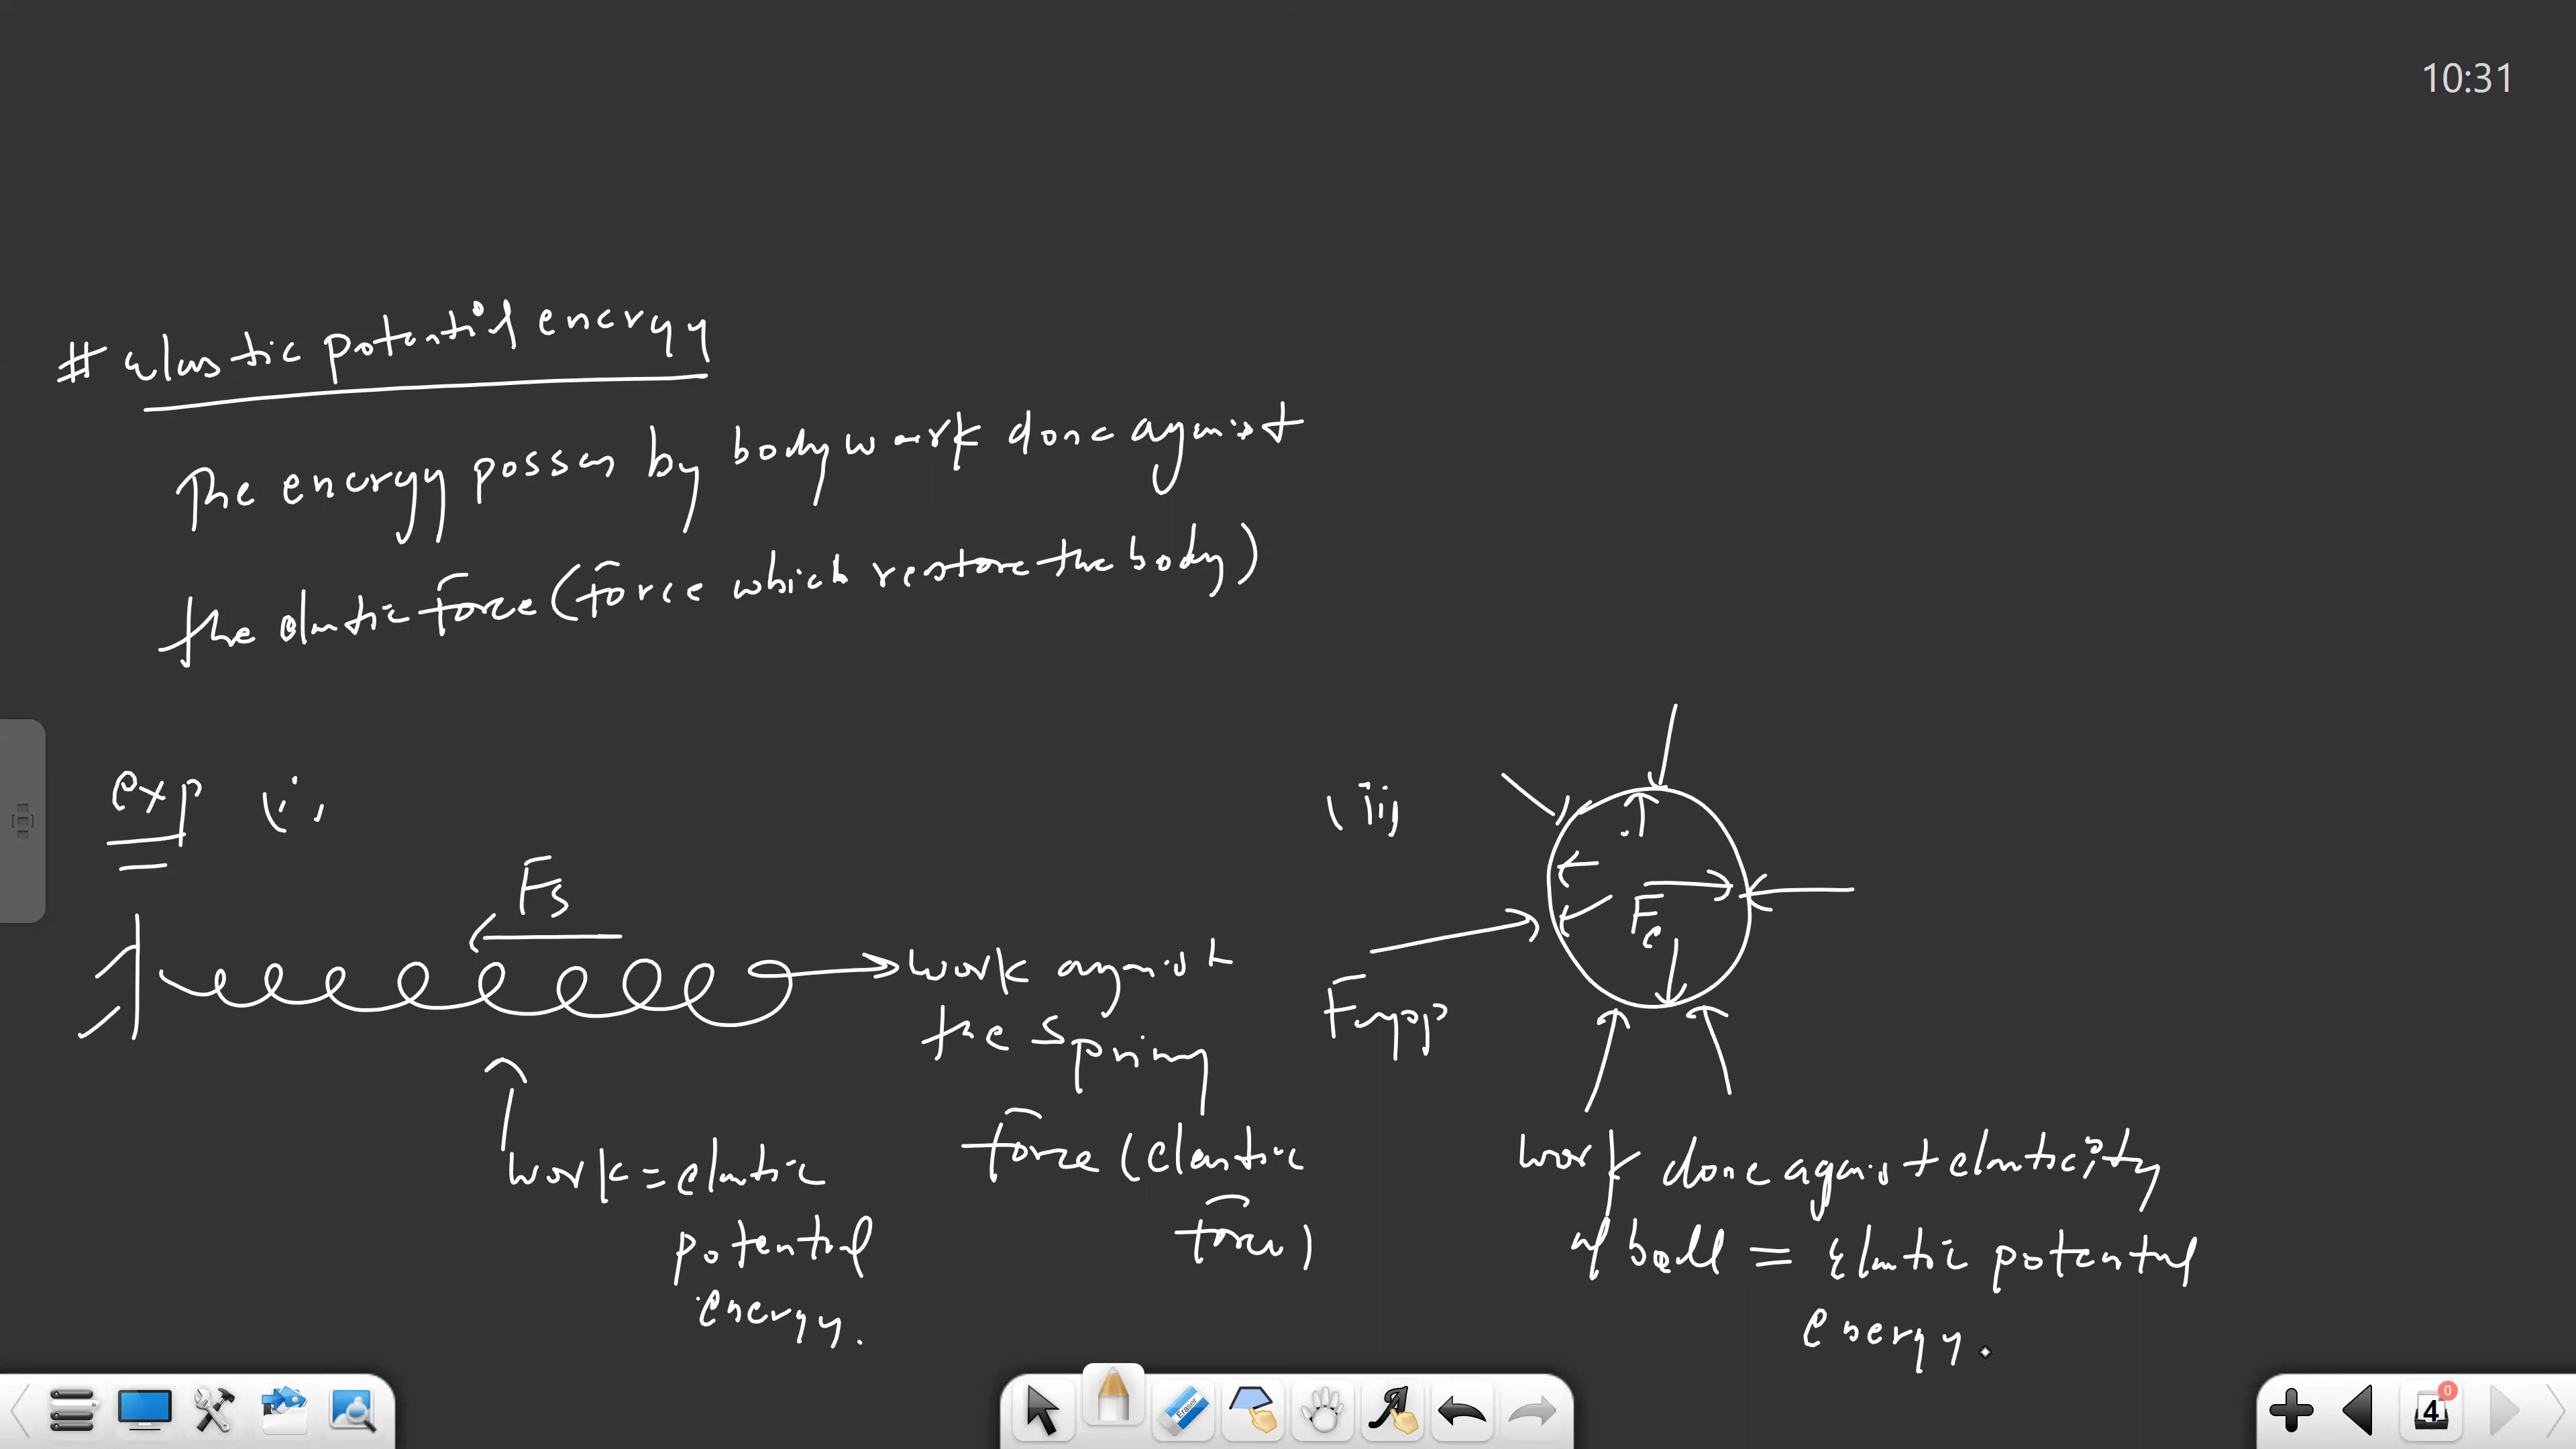 10:31
# Elastic potential energy
The energy posses by body work done against
the elastic force (force which restore the body)
exp (i)
Fs
work against
the spring
force (elastic
force)
work = elastic
potential
energy.
(ii)
Fe
Fapp
work done against elasticity
of ball = Elastic potential
energy.
Eraser
A
4
0